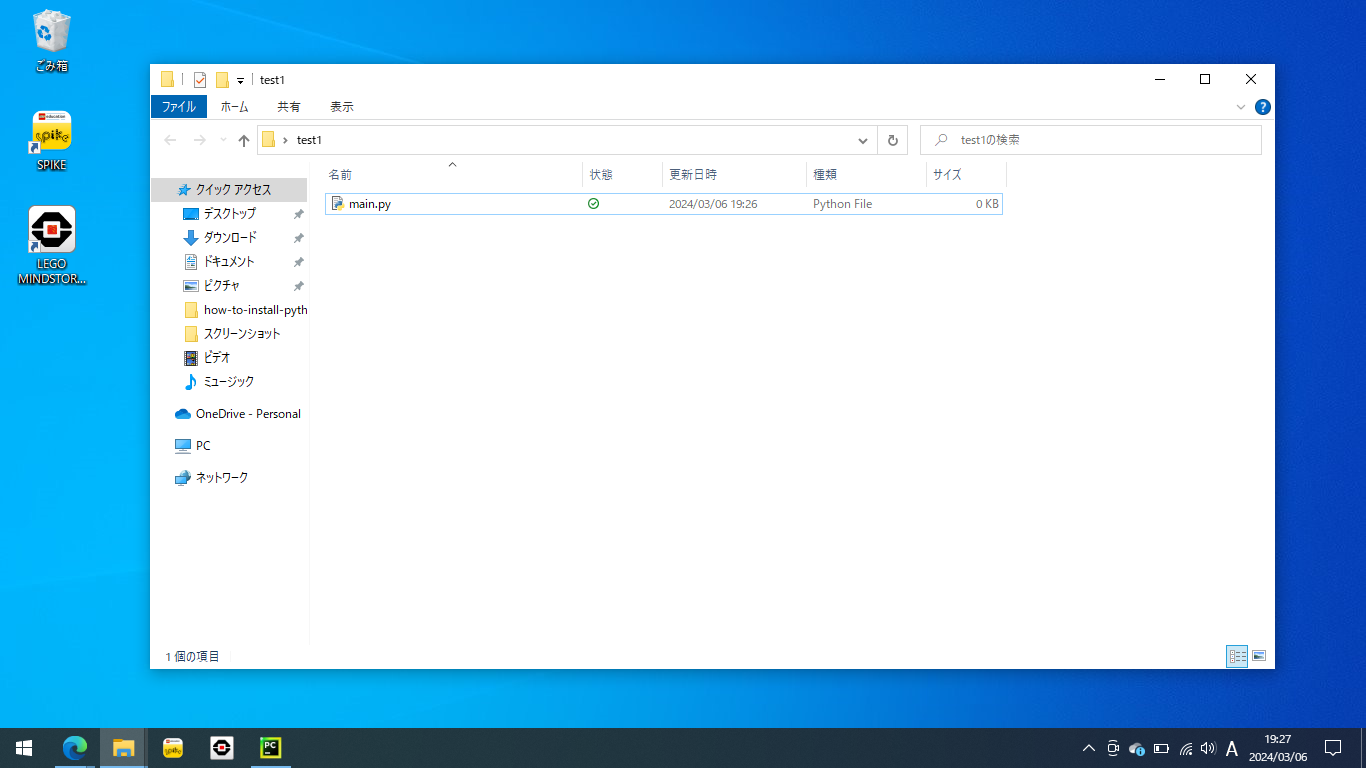 ごみ箱
education
spike
SPIKE
LEGO
MINDSTOR...
test1
ファイル ホーム 共有 表示
?
test1
test1の検索
名前 状態 更新日時 種類 サイズ
main.py 2024/03/06 19:26 Python File 0 KB
クイック アクセス
デスクトップ
ダウンロード
ドキュメント
ピクチャ
how-to-install-pyth
スクリーンショット
ビデオ
ミュージック
OneDrive - Personal
PC
ネットワーク
1 個の項目
spike
PC
A
19:27
2024/03/06